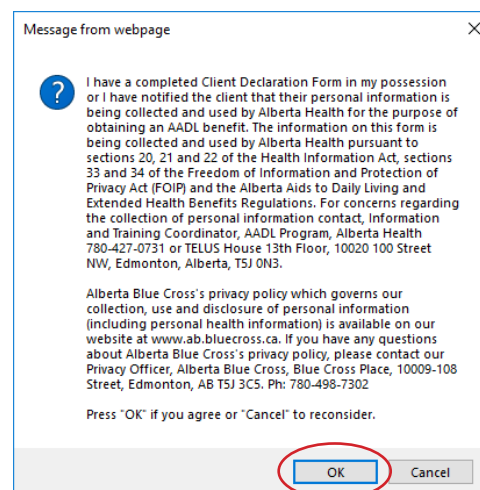 Message from webpage
?
I have a completed Client Declaration Form in my possession
or I have notified the client that their personal information is
being collected and used by Alberta Health for the purpose of
obtaining an AADL benefit. The information on this form is
being collected and used by Alberta Health pursuant to
sections 20, 21 and 22 of the Health Information Act, sections
33 and 34 of the Freedom of Information and Protection of
Privacy Act (FOIP) and the Alberta Aids to Daily Living and
Extended Health Benefits Regulations. For concerns regarding
the collection of personal information contact, Information
and Training Coordinator, AADL Program, Alberta Health
780-427-0731 or TELUS House 13th Floor, 10020 100 Street
NW, Edmonton, Alberta, T5J 0N3.
Alberta Blue Cross's privacy policy which governs our
collection, use and disclosure of personal information
(including personal health information) is available on our
website at www.ab.bluecross.ca. If you have any questions
about Alberta Blue Cross's privacy policy, please contact our
Privacy Officer, Alberta Blue Cross, Blue Cross Place, 10009-108
Street, Edmonton, AB T5J 3C5. Ph: 780-498-7302
Press "OK" if you agree or "Cancel" to reconsider.
OK
Cancel